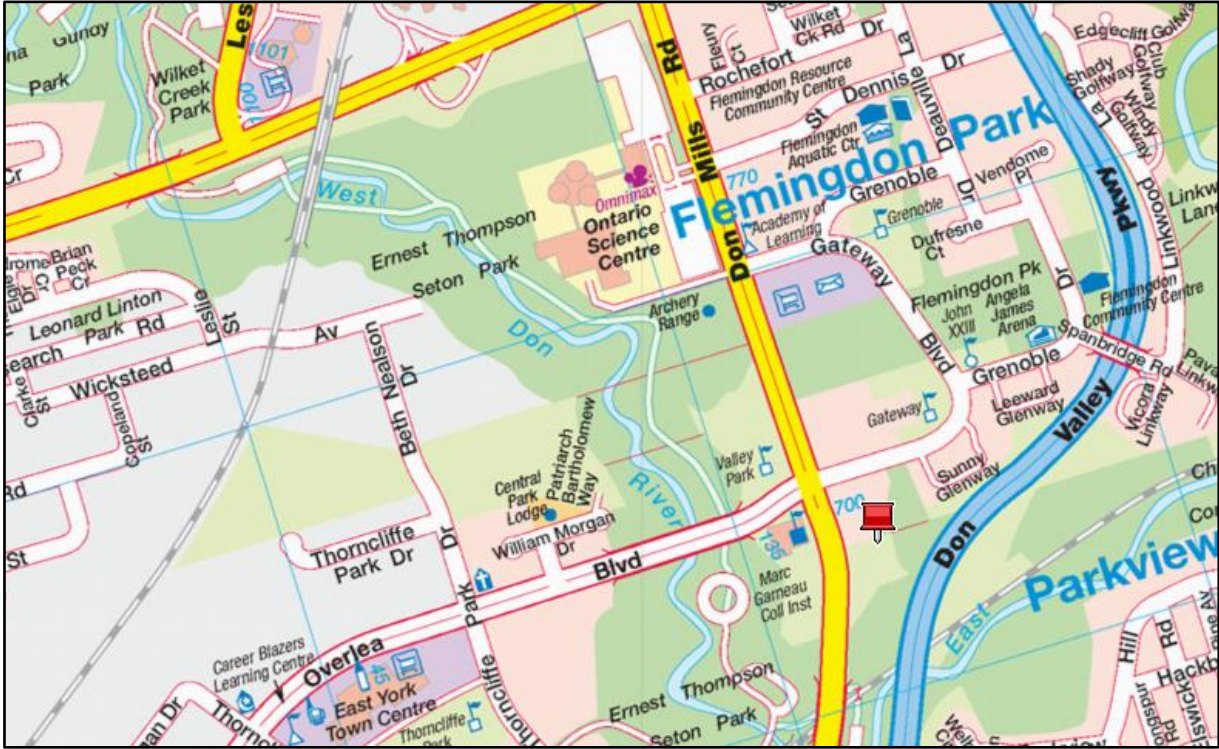 Gundy
Park
Wilket
Creek
Park
Les
1101
100
Rd
Mills
Don
Fleury
Ct
Wilket
Ck Rd
Dr
Rochefort
Flemingdon Resource
Community Centre
La
Dr
Dennis
St
Deauville
Dr
Flemingdon
Aquatic Ctr
Edgecliff Golfway
Shady
Golfway
Club
Golfway
Windy
Golfway
La
Linkwood
Pkwy
Valley
Don
Flemingdon Park
770
Omnimax
Ontario
Science
Centre
Academy of
Learning
Grenoble
Grenoble
Vendome
Pl
Dufresne
Ct
Dr
Gateway
Blvd
Flemingdon Pk
John
XXIII
Angela
James
Arena
Flemingdon
Community Centre
Spanbridge Rd
Grenoble
Leeward
Glenway
Vicora
Linkway
Gateway
Sunny
Glenway
Cr
West
Don
River
Ernest Thompson
Seton Park
Archery
Range
Brian
Peck
Cr
Dr
Leonard Linton
Park Rd
Leslie
St
Wicksteed
Av
Clarke
St
Copeland
St
Rd
St
Beth Nealson
Dr
Central
Park
Lodge
Patriarch
Bartholomew
Way
William Morgan
Dr
Thorncliffe
Park Dr
Valley
Park
700
135
Marc
Garneau
Coll Inst
Overlea
Blvd
Thorncliffe
Park
Dr
Career Blazers
Learning Centre
45
East York
Town Centre
Thorncliffe
Park
Dr
Ernest Thompson
Seton Park
East
Parkview
Hill
Rd